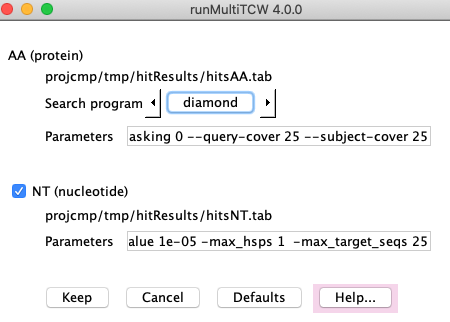 runMultiTCW 4.0.0
AA (protein)
projcmp/tmp/hitResults/hitsAA.tab
Search program diamond
Parameters asking 0 --query-cover 25 --subject-cover 25
NT (nucleotide)
projcmp/tmp/hitResults/hitsNT.tab
Parameters alue 1e-05 -max_hsps 1  -max_target_seqs 25
Keep Cancel Defaults Help...